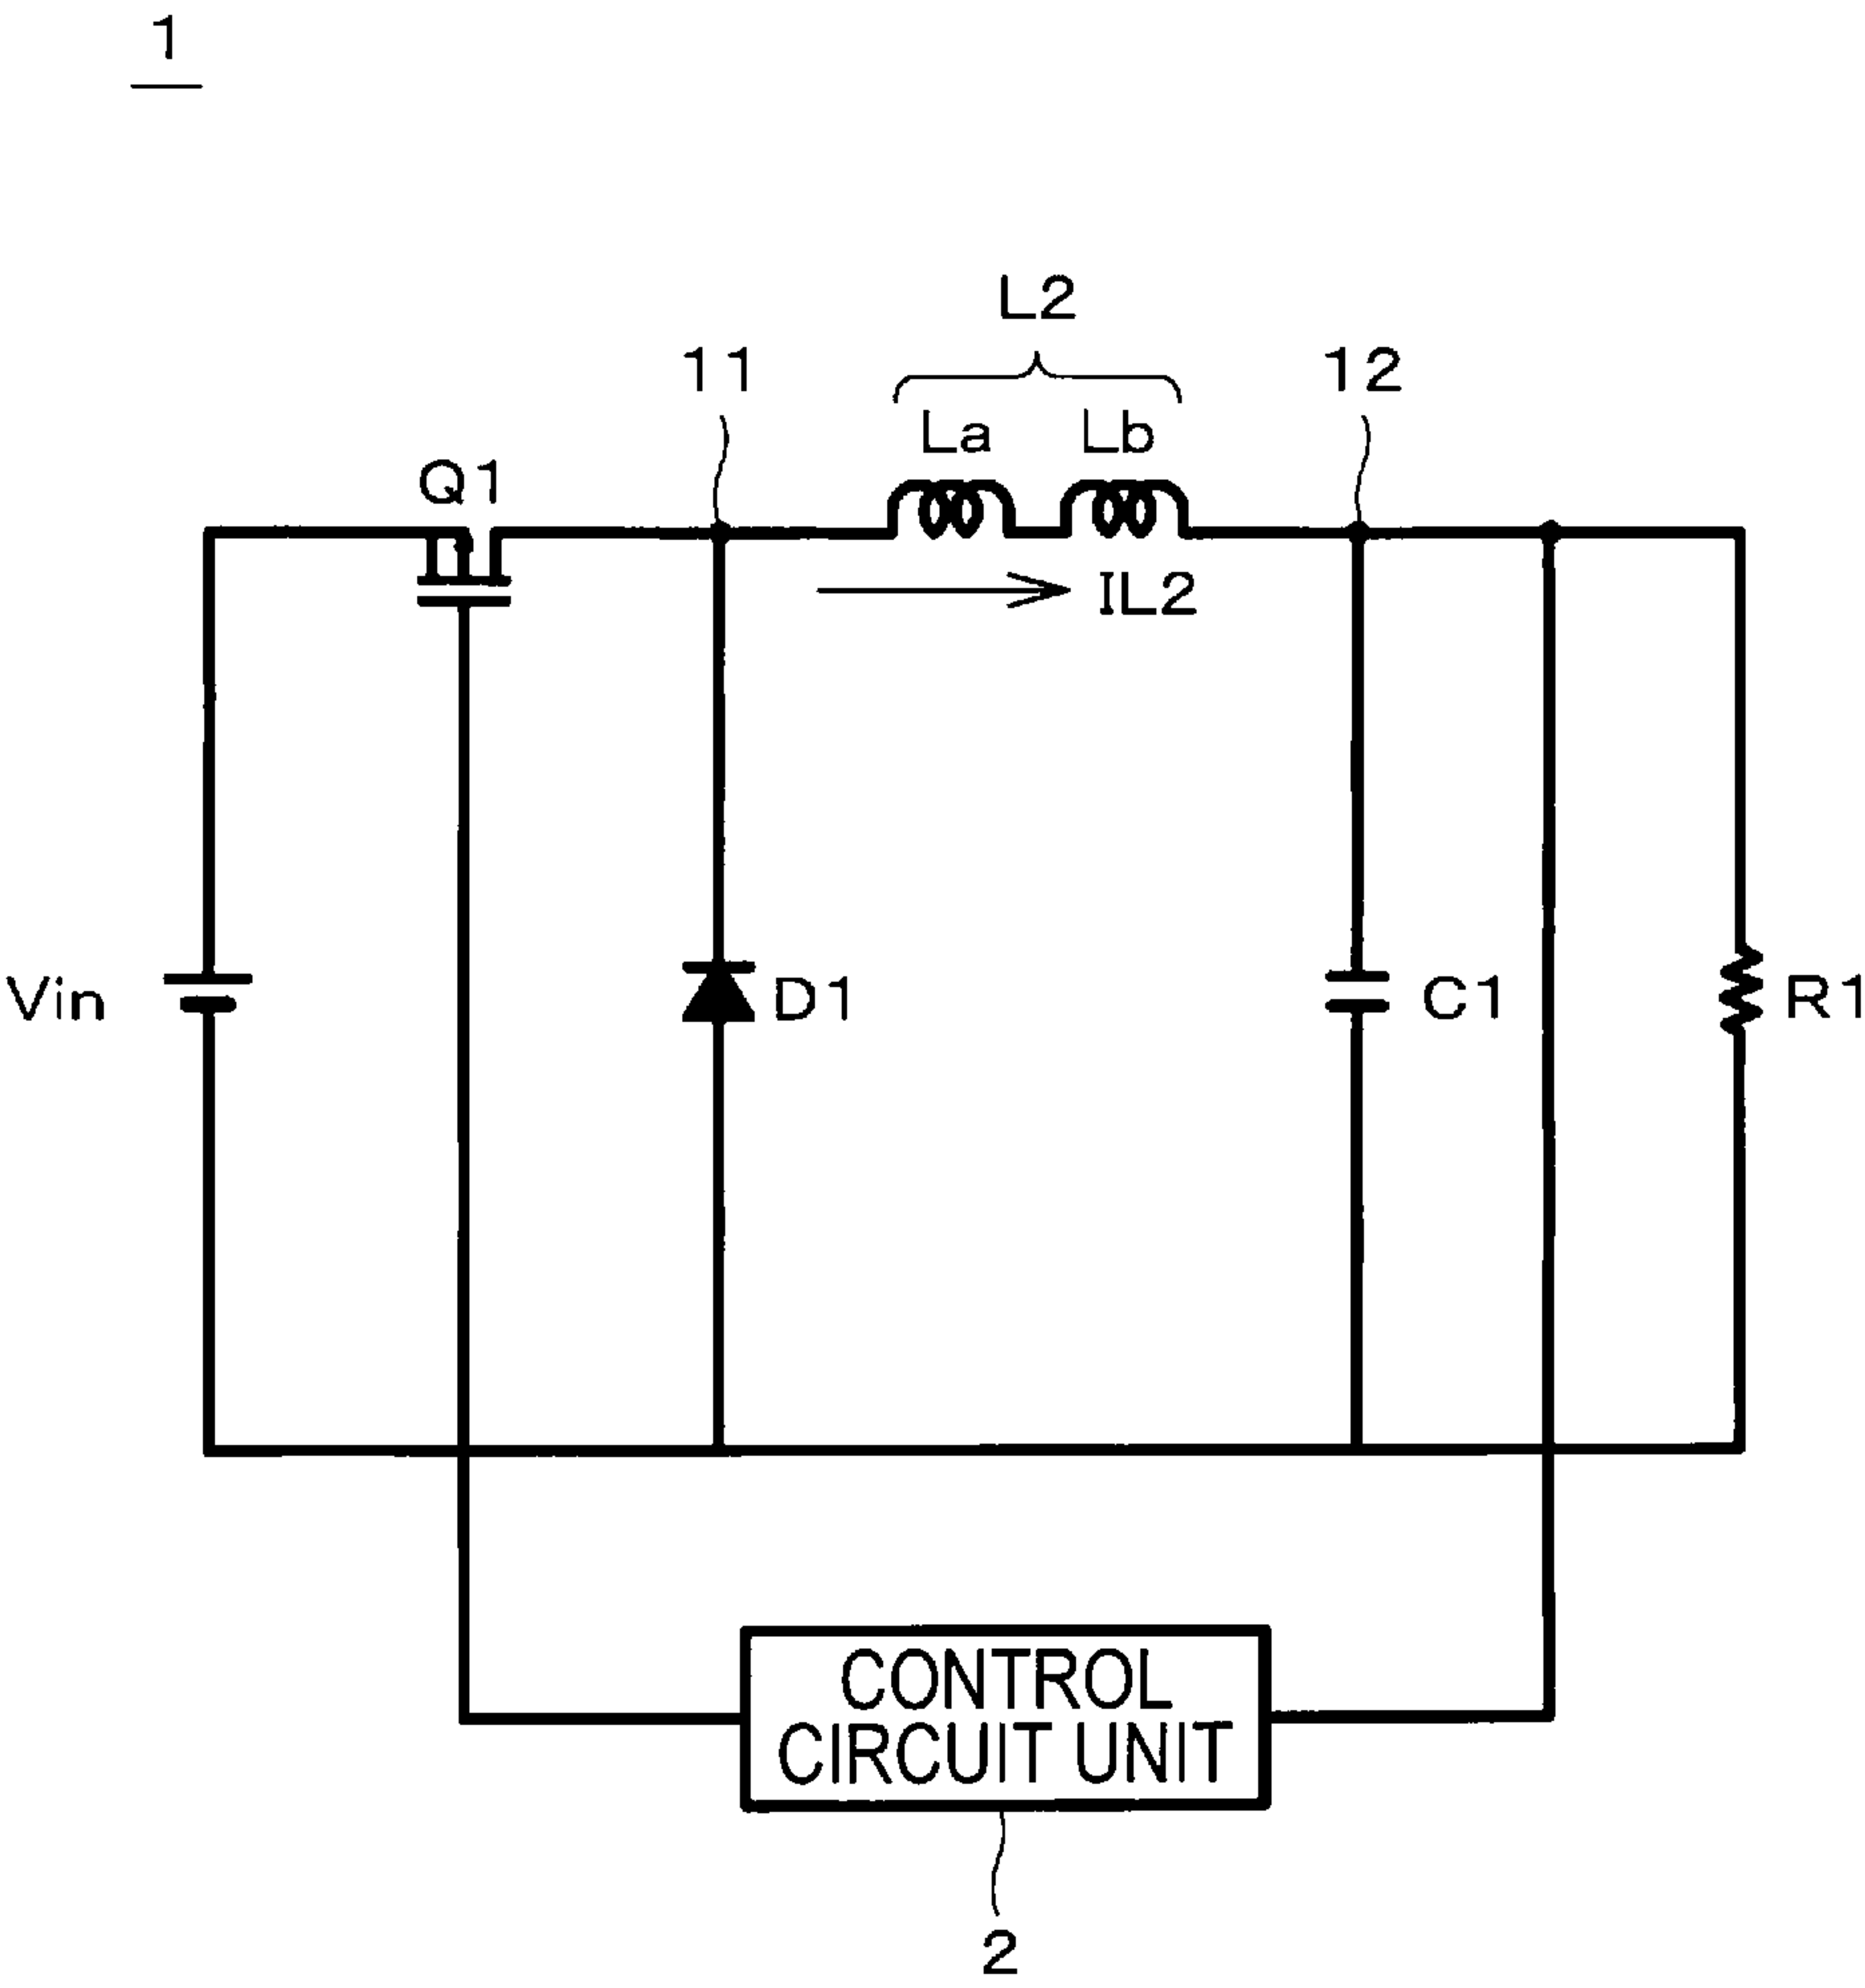 1
L2
11
12
La
Lb
Q1
IL2
Vin
D1
C1
R1
CONTROL
CIRCUIT UNIT
2